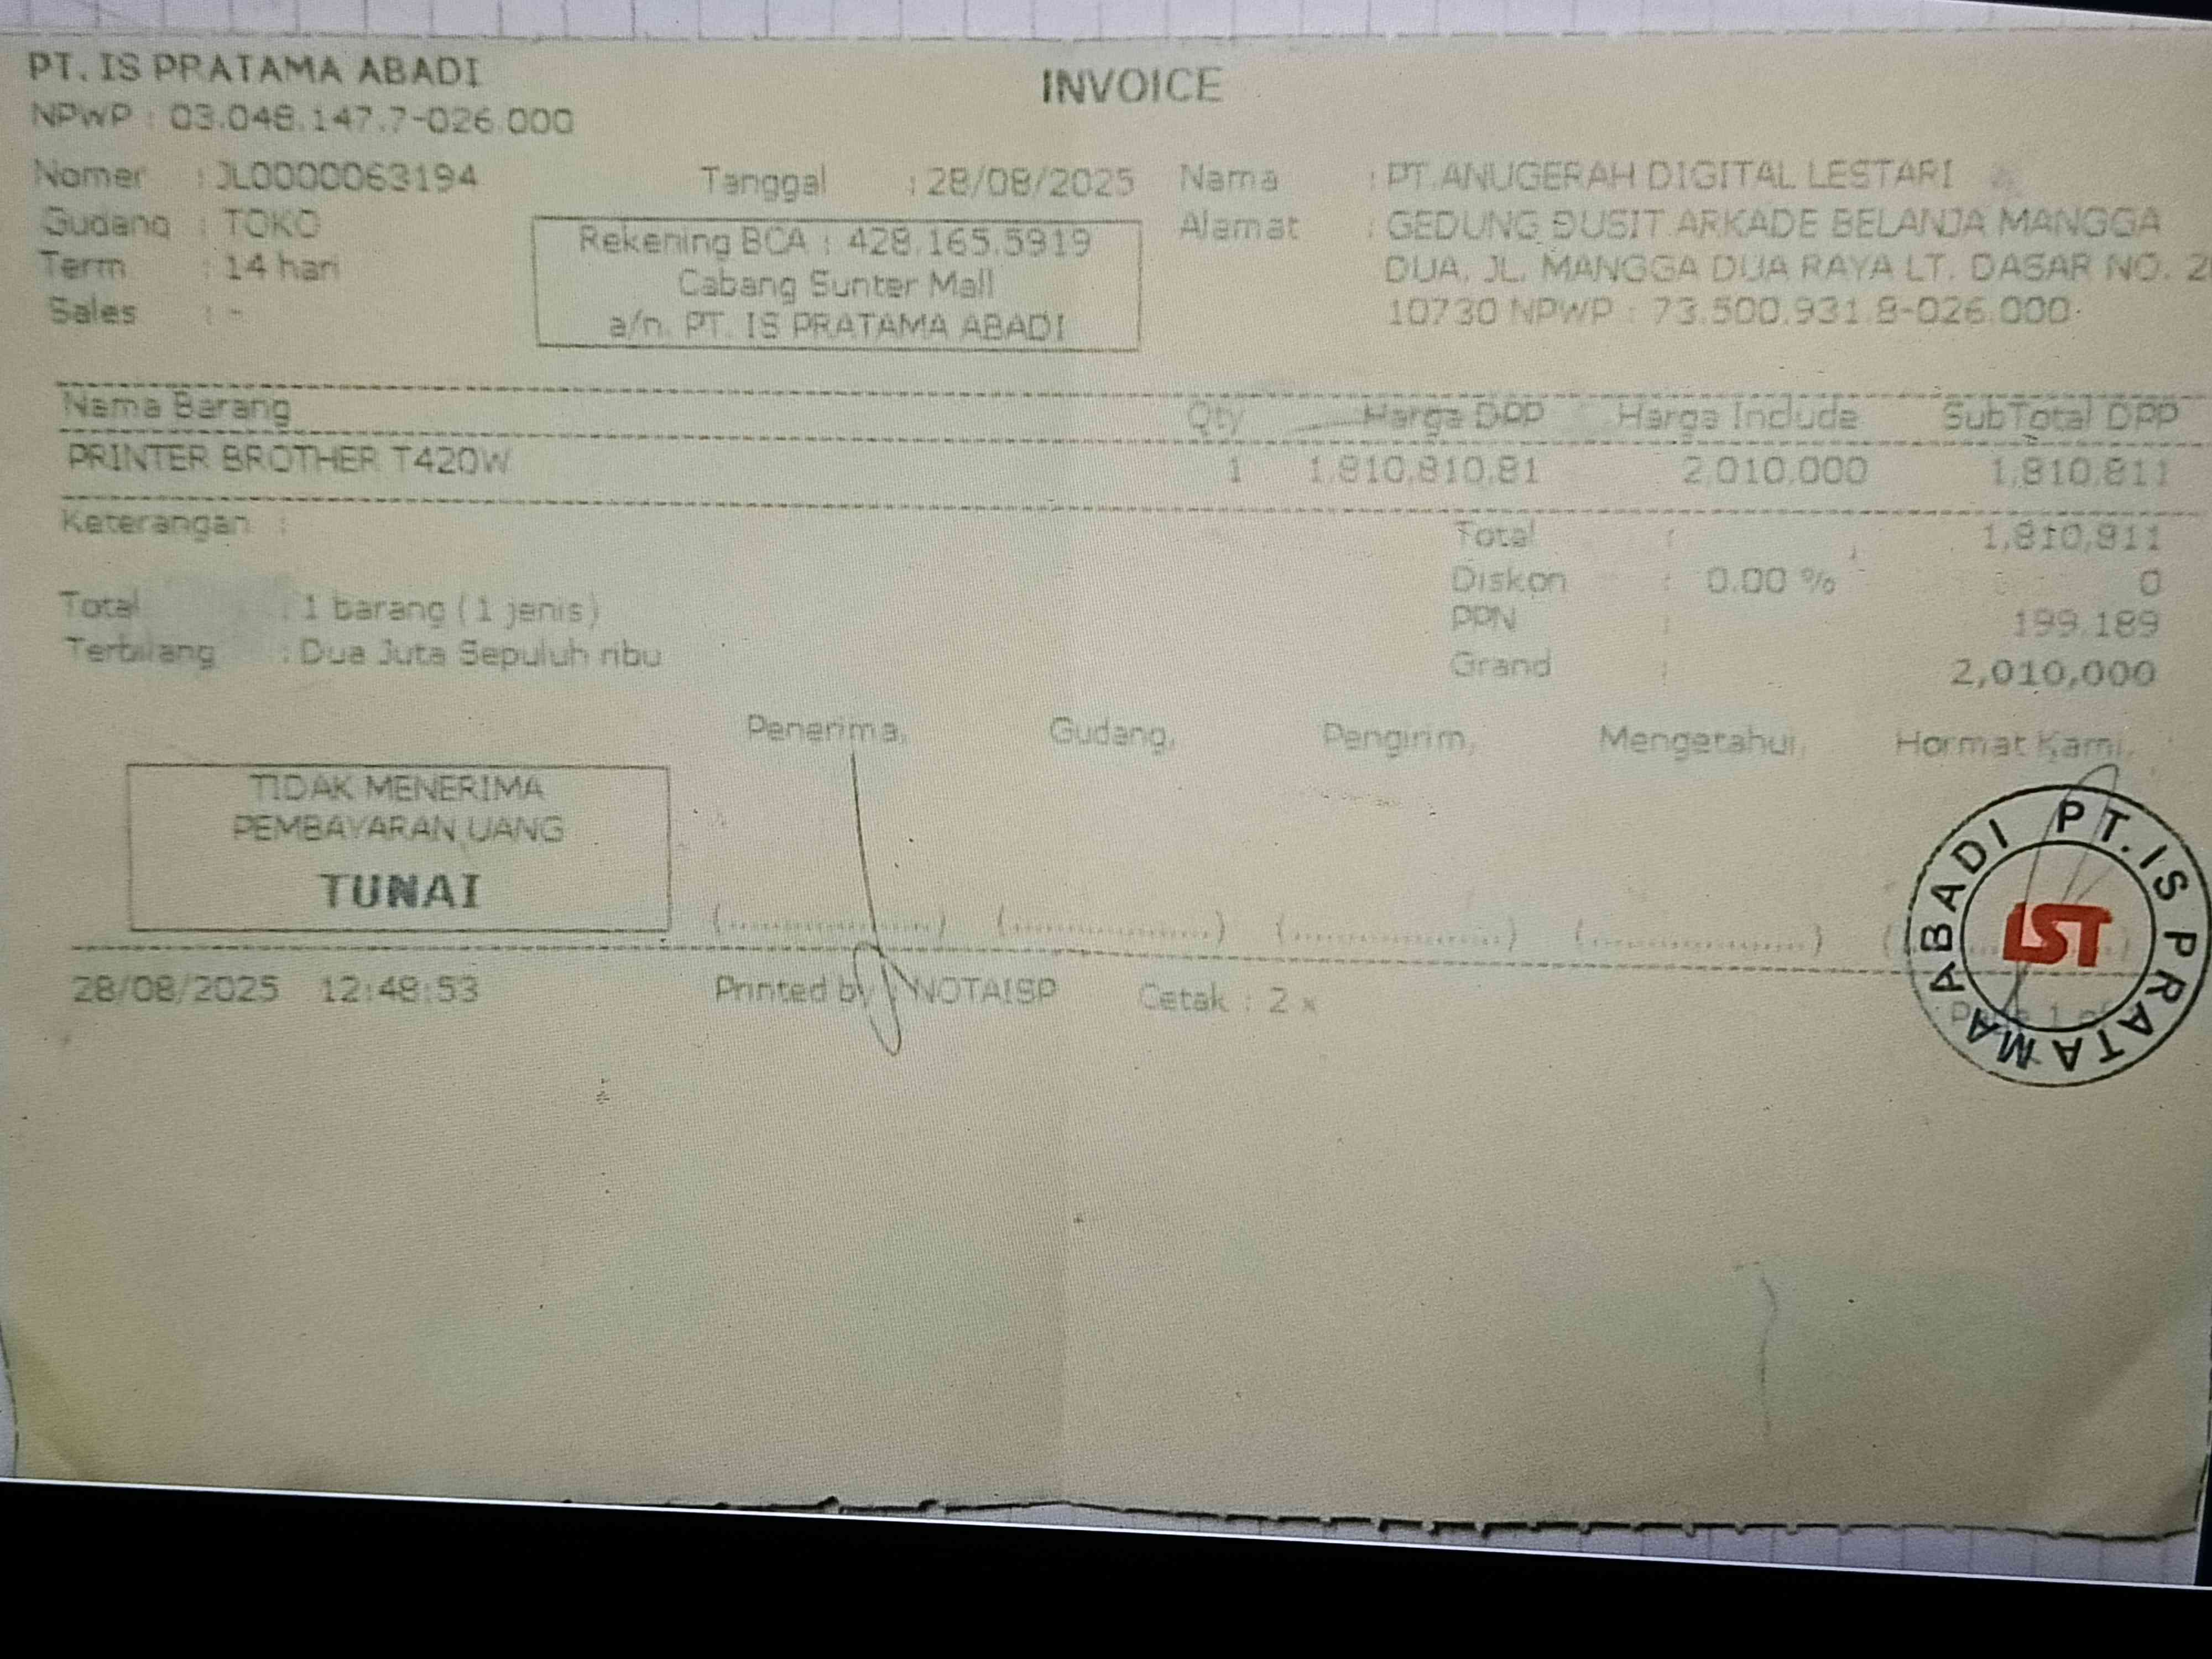 PT. IS PRATAMA ABADI
INVOICE
NPWP : 03.048.147.7-026.000
Nomer : JL0000063194
Tanggal : 28/08/2025
Nama : PT.ANUGERAH DIGITAL LESTARI
Gudang : TOKO
Alamat : GEDUNG DUSIT ARKADE BELANJA MANGGA
Term : 14 hari
DUA, JL. MANGGA DUA RAYA LT. DASAR NO. 2
Sales : -
10730 NPWP : 73.500.931.8-026.000
Rekening BCA : 428.165.5919
Cabang Sunter Mall
a/n. PT. IS PRATAMA ABADI
Nama Barang Qty Harga DPP Harga Include SubTotal DPP
PRINTER BROTHER T420W 1 1,810,810.81 2,010,000 1,810,811
Keterangan :
Total : 1,810,811
Diskon : 0.00 % 0
Total : 1 barang ( 1 jenis)
PPN : 199,189
Terbilang : Dua Juta Sepuluh ribu
Grand : 2,010,000
Penerima, Gudang, Pengirim, Mengetahui, Hormat Kami,
TIDAK MENERIMA
PEMBAYARAN UANG
TUNAI
PT. IS PRATAMA ABADI
IST
28/08/2025 12:48:53 Printed by : NOTAISP Cetak : 2 x
1